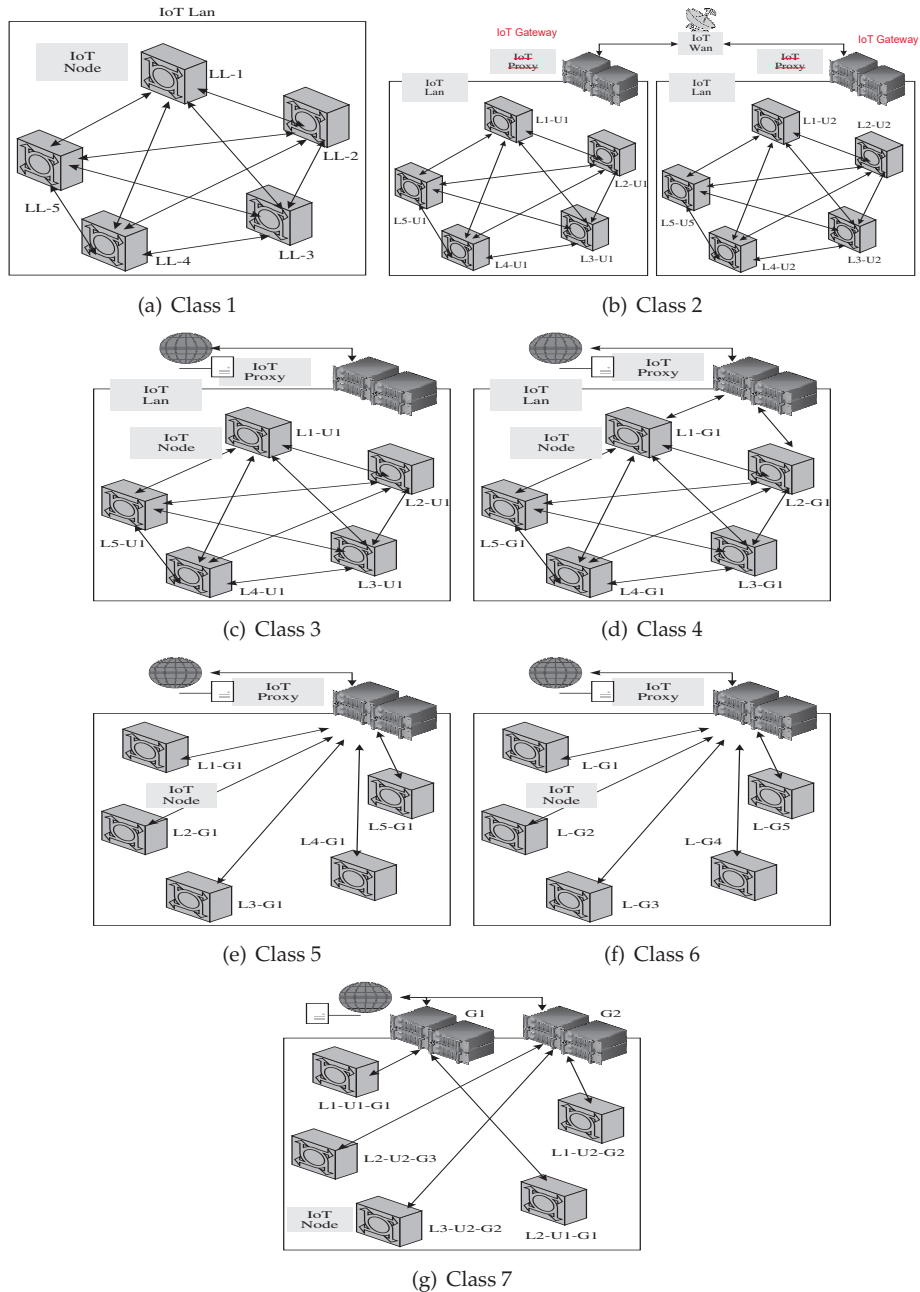 IoT Lan
IoT
Node
LL-1
LL-2
LL-5
LL-4
LL-3
(a) Class 1
IoT Gateway
IoT
Proxy
IoT
Wan
IoT Gateway
IoT
Proxy
IoT
Lan
L1-U1
L2-U1
L5-U1
L4-U1
L3-U1
IoT
Lan
L1-U2
L2-U2
L5-U5
L4-U2
L3-U2
(b) Class 2
IoT
Proxy
IoT
Lan
IoT
Node
L1-U1
L2-U1
L5-U1
L4-U1
L3-U1
(c) Class 3
IoT
Proxy
IoT
Lan
IoT
Node
L1-G1
L2-G1
L5-G1
L4-G1
L3-G1
(d) Class 4
IoT
Proxy
L1-G1
IoT
Node
L2-G1
L5-G1
L4-G1
L3-G1
(e) Class 5
IoT
Proxy
L-G1
IoT
Node
L-G2
L-G5
L-G4
L-G3
(f) Class 6
G1
G2
L1-U1-G1
L1-U2-G2
L2-U2-G3
IoT
Node
L3-U2-G2
L2-U1-G1
(g) Class 7